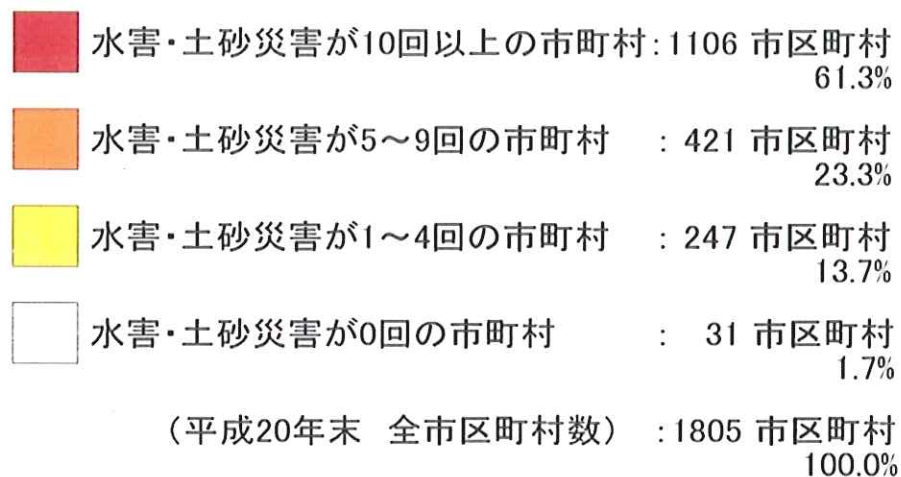 水害・土砂災害が10回以上の市町村：1106 市区町村
61.3%
水害・土砂災害が5～9回の市町村　：421 市区町村
23.3%
水害・土砂災害が1～4回の市町村　：247 市区町村
13.7%
水害・土砂災害が0回の市町村　：31 市区町村
1.7%
（平成20年末　全市区町村数）：1805 市区町村
100.0%